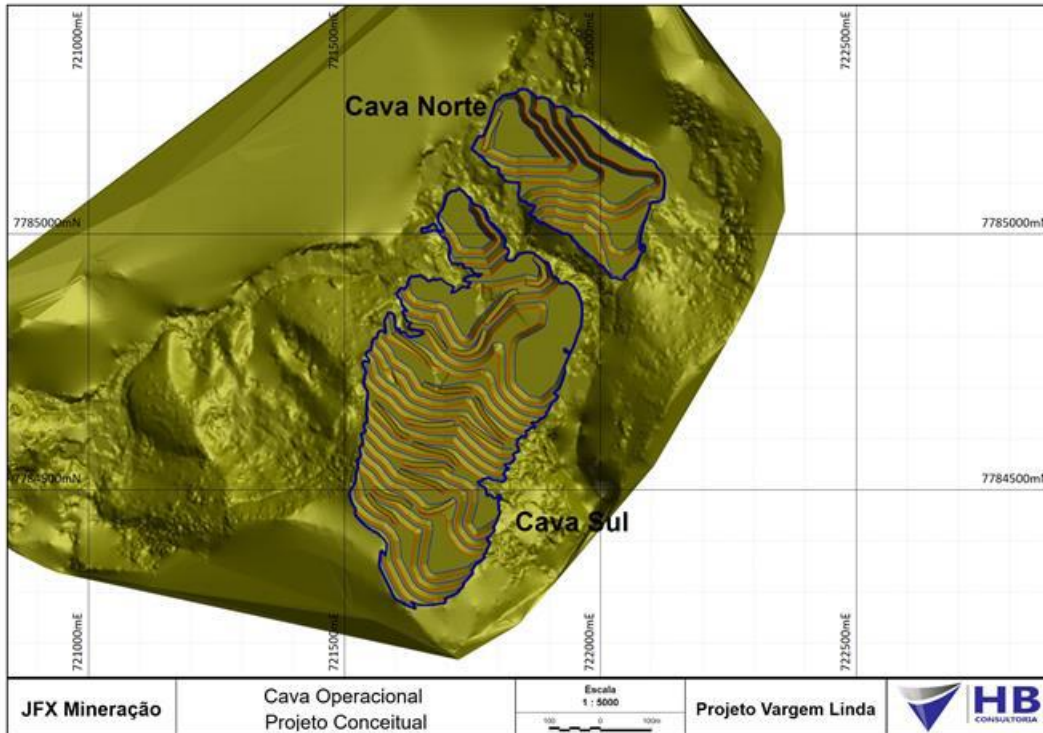 721000mE
721500mE
722000mE
722500mE
Cava Norte
7785000mN
7785000mN
7784500mN
7784500mN
Cava Sul
721000mE
721500mE
722000mE
722500mE
JFX Mineração
Cava Operacional
Projeto Conceitual
Escala
1 : 5000
100 0 100m
Projeto Vargem Linda
HB
CONSULTORIA